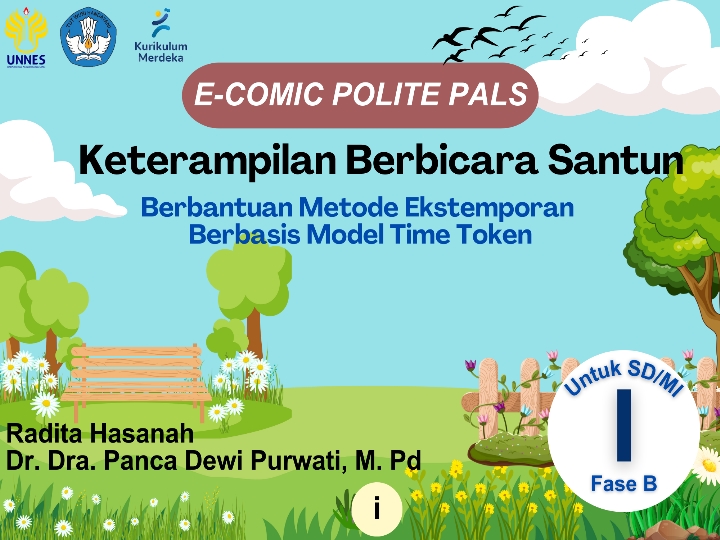 UNNES
Kurikulum
Merdeka
E-COMIC POLITE PALS
Keterampilan Berbicara Santun
Berbantuan Metode Ekstemporan
Berbasis Model Time Token
Untuk SD/MI
I
Fase B
Radita Hasanah
Dr. Dra. Panca Dewi Purwati, M. Pd
i